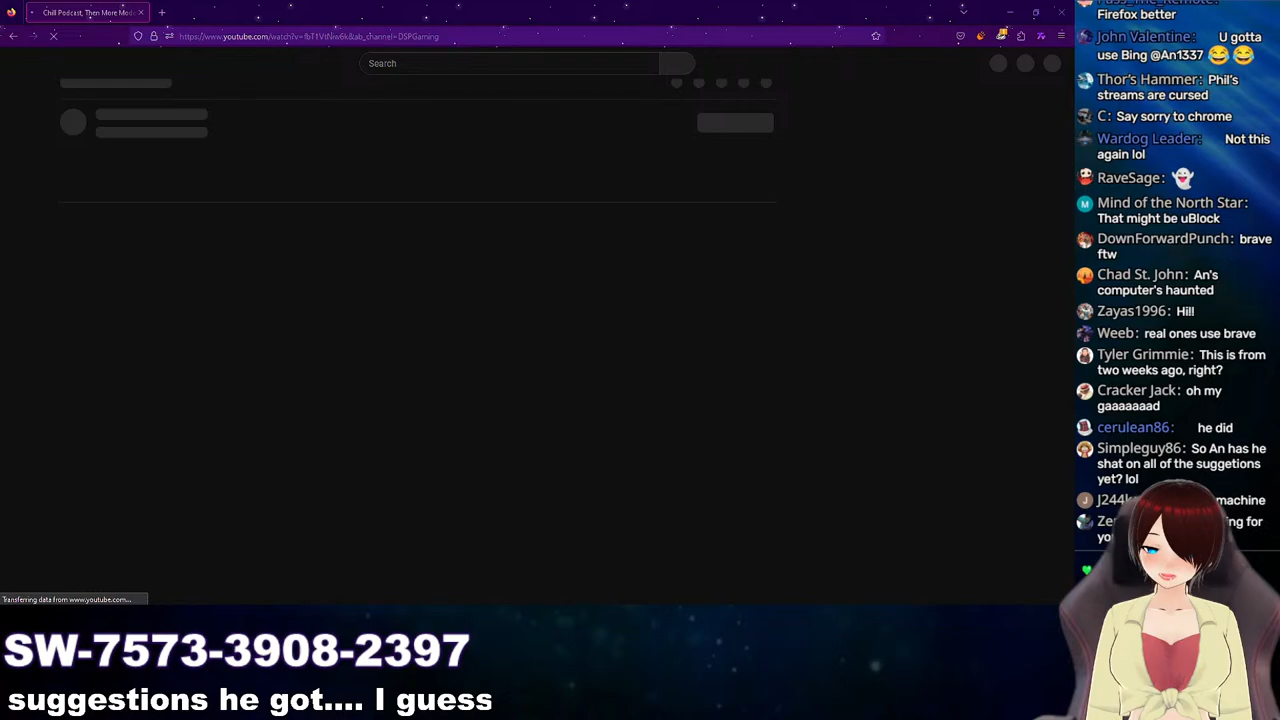 Chill Podcast, Then More Mode
https://www.youtube.com/watch?v=fbT1VtNiw6k&ab_channel=DSPGaming
Search
Firefox better
John Valentine: U gotta
use Bing @An1337 😂 😂
Thor's Hammer: Phil's
streams are cursed
C: Say sorry to chrome
Wardog Leader: Not this
again lol
RaveSage: 👻
Mind of the North Star:
That might be uBlock
DownForwardPunch: brave
ftw
Chad St. John: An's
computer's haunted
Zayas1996: Hi!!
Weeb: real ones use brave
Tyler Grimmie: This is from
two weeks ago, right?
Cracker Jack: oh my
gaaaaaad
cerulean86: he did
Simpleguy86: So An has he
shat on all of the suggetions
yet? lol
J244k machine
Zer ing for
yo
Transferring data from www.youtube.com...
SW-7573-3908-2397
suggestions he got.... I guess